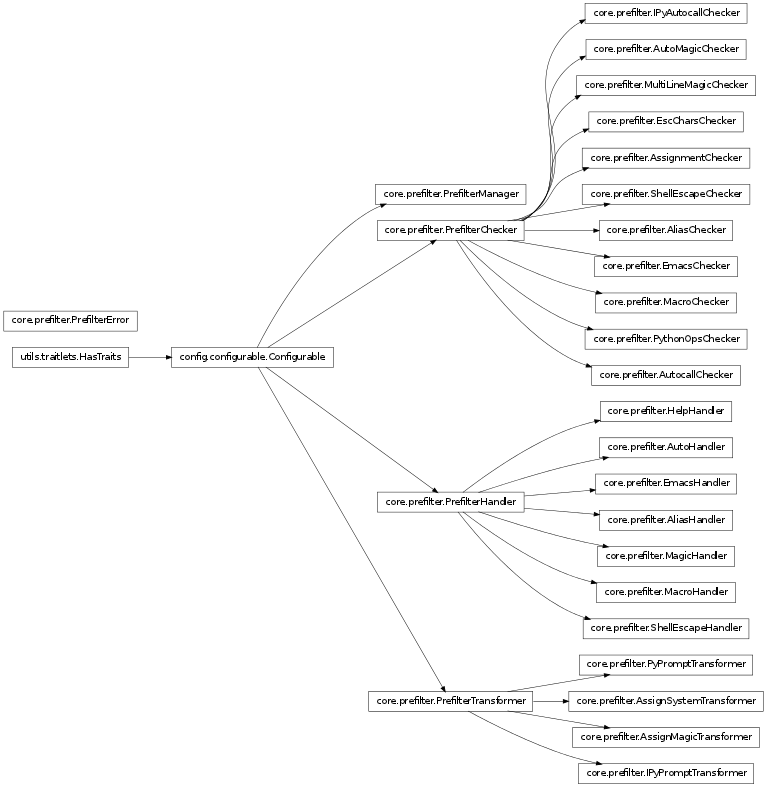 core.prefilter.IPyAutocallChecker
core.prefilter.AutoMagicChecker
core.prefilter.MultiLineMagicChecker
core.prefilter.EscCharsChecker
core.prefilter.AssignmentChecker
core.prefilter.PrefilterManager
core.prefilter.ShellEscapeChecker
core.prefilter.PrefilterChecker
core.prefilter.AliasChecker
core.prefilter.EmacsChecker
core.prefilter.MacroChecker
core.prefilter.PrefilterError
core.prefilter.PythonOpsChecker
utils.traitlets.HasTraits
config.configurable.Configurable
core.prefilter.AutocallChecker
core.prefilter.HelpHandler
core.prefilter.AutoHandler
core.prefilter.EmacsHandler
core.prefilter.PrefilterHandler
core.prefilter.AliasHandler
core.prefilter.MagicHandler
core.prefilter.MacroHandler
core.prefilter.ShellEscapeHandler
core.prefilter.PyPromptTransformer
core.prefilter.PrefilterTransformer
core.prefilter.AssignSystemTransformer
core.prefilter.AssignMagicTransformer
core.prefilter.IPyPromptTransformer